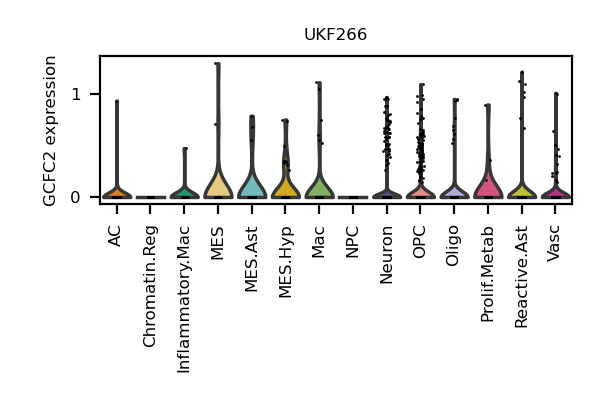 UKF266
GCFC2 expression
1
0
AC
Chromatin.Reg
Inflammatory.Mac
MES
MES.Ast
MES.Hyp
Mac
NPC
Neuron
OPC
Oligo
Prolif.Metab
Reactive.Ast
Vasc